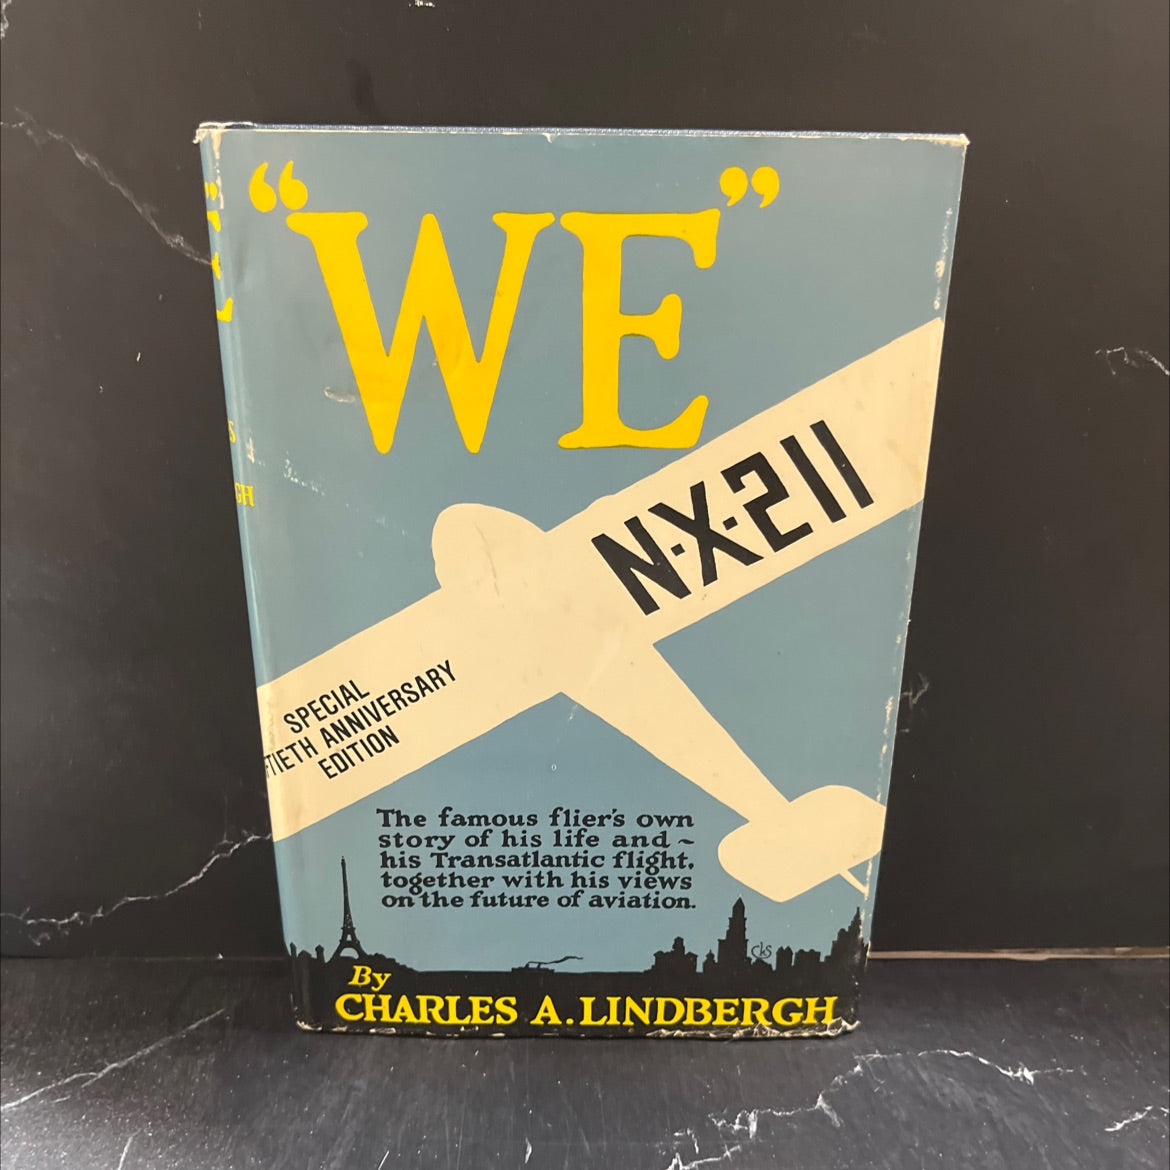 “WE”
N-X-211
SPECIAL
ANNIVERSARY
EDITION
The famous flier's own
story of his life and ~
his Transatlantic flight,
together with his views
on the future of aviation.
CKS
By
CHARLES A. LINDBERGH